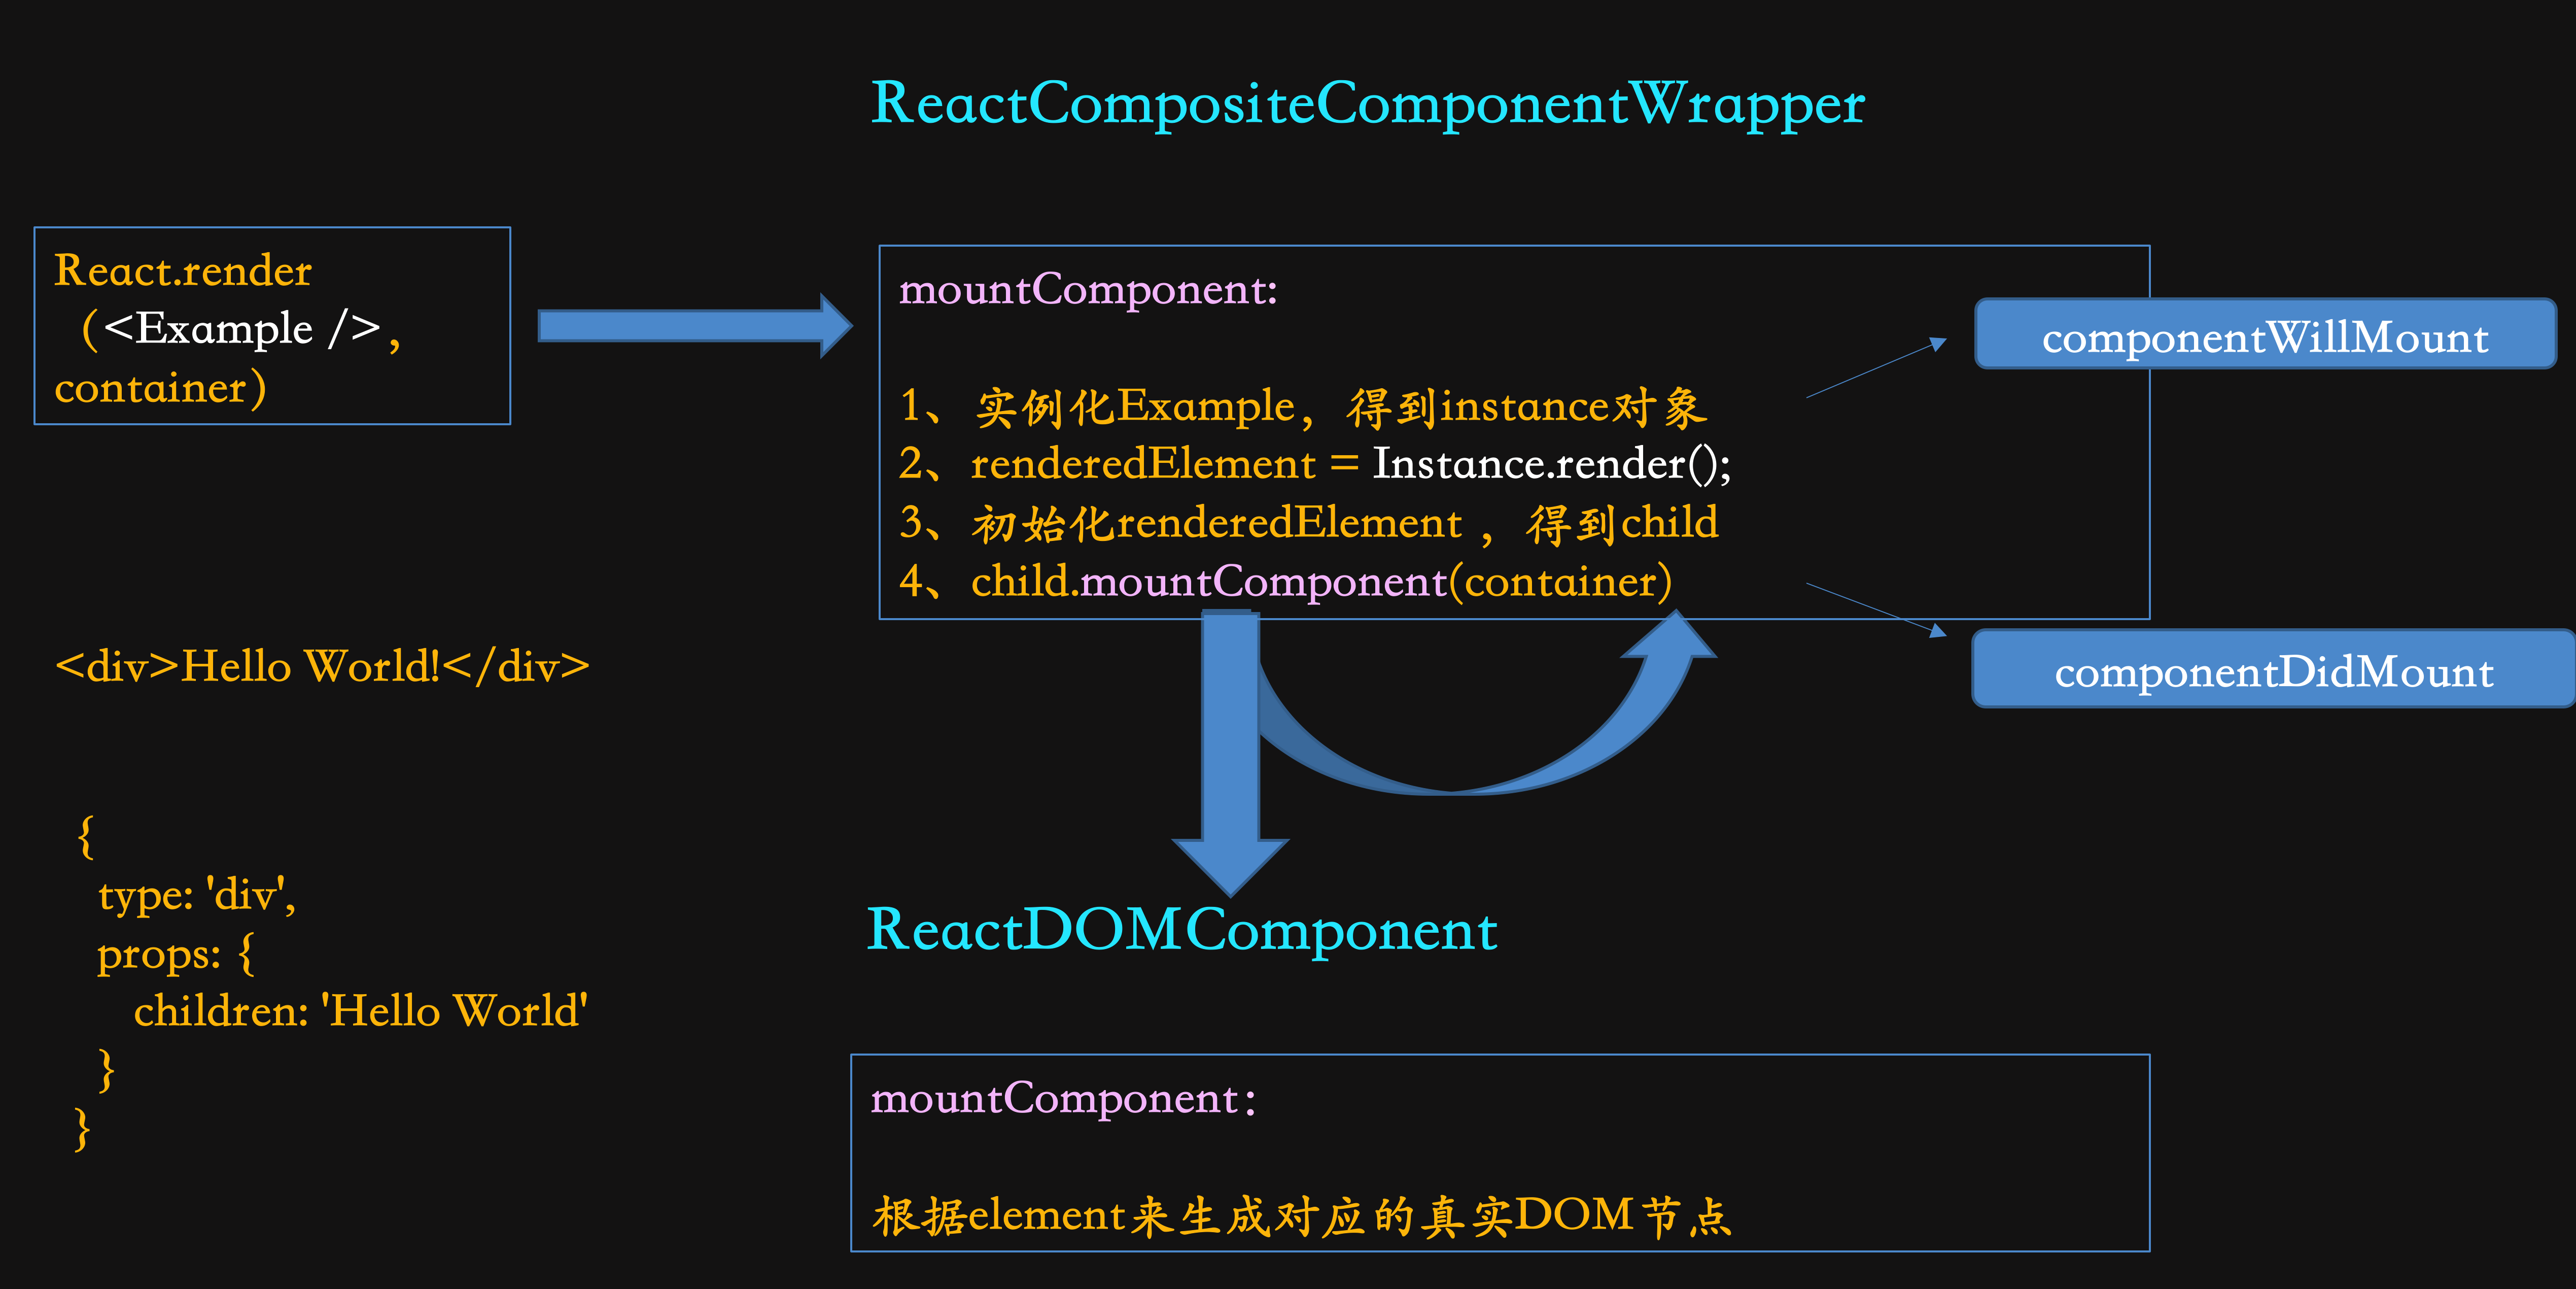 ReactCompositeComponentWrapper
React.render
(<Example />,
container)
mountComponent:
1、实例化Example，得到instance对象
2、renderedElement = Instance.render();
3、初始化renderedElement ，得到child
4、child.mountComponent(container)
componentWillMount
componentDidMount
<div>Hello World!</div>
{
type: 'div',
props: {
children: 'Hello World'
}
}
ReactDOMComponent
mountComponent：
根据element来生成对应的真实DOM节点